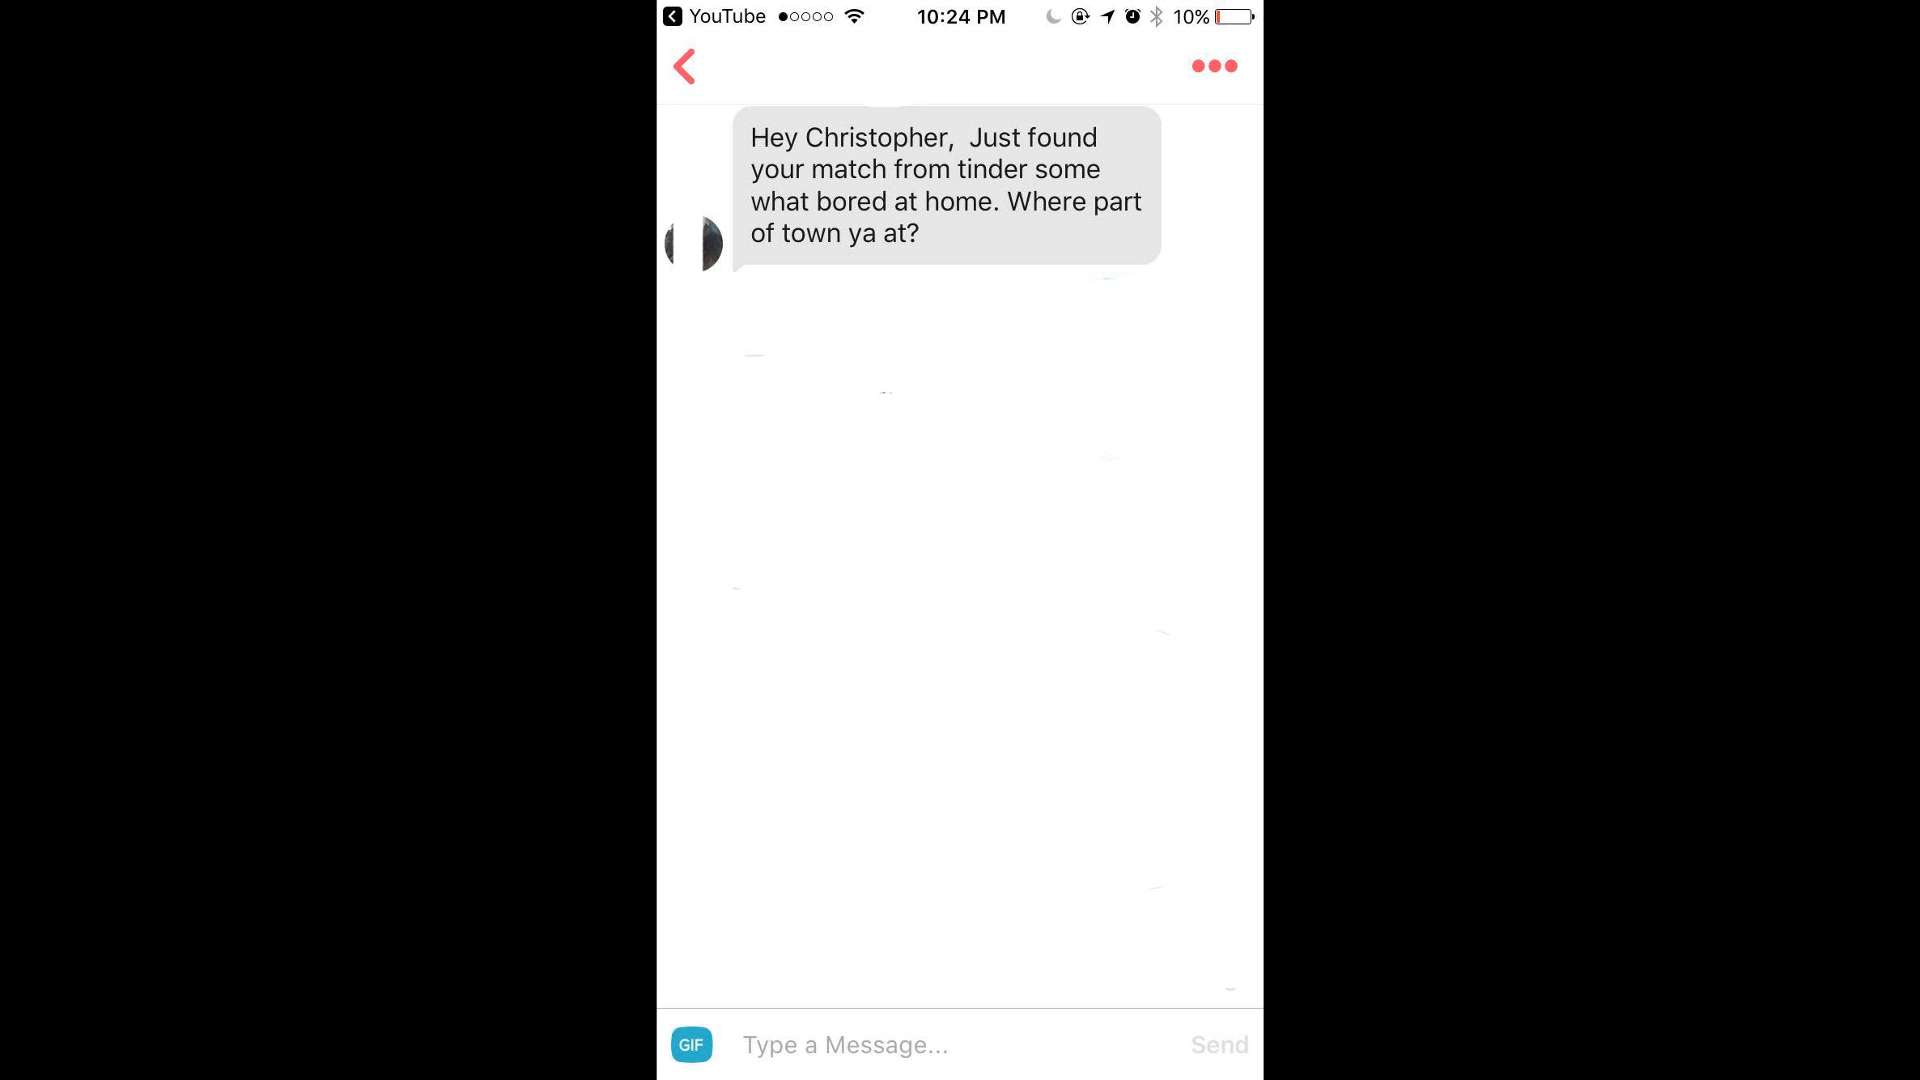 YouTube 10:24 PM 10%
Hey Christopher,  Just found
your match from tinder some
what bored at home. Where part
of town ya at?
GIF Type a Message... Send